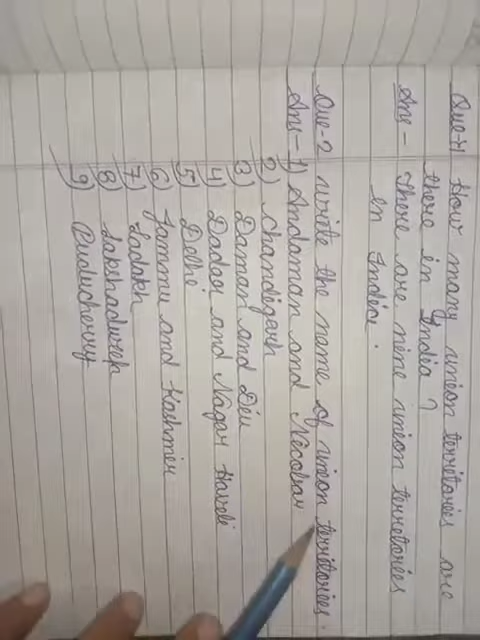 Que-1) How many union territories are
there in India?
Ans - There are nine union territories
in India.
Que-2 write the name of union territories.
Ans - 1) Andaman and Nicobar
2) Chandigarh
3) Daman and Diu
4) Dadar and Nagar Haveli
5) Delhi
6) Jammu and Kashmir
7) Ladakh
8) Lakshadweep
9) Puducherry